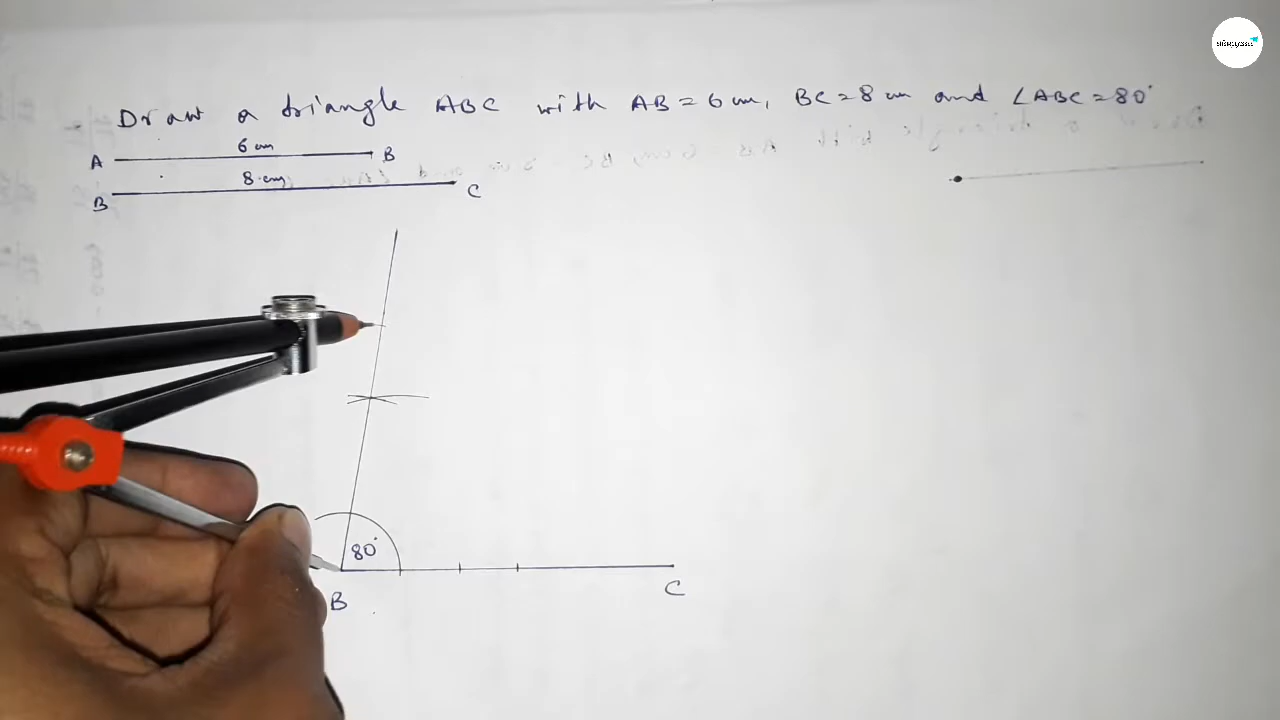 Draw a triangle ABC with AB = 6 cm, BC = 8 cm and ∠ABC = 80°
A 6 cm B
B 8 cm C
80°
B C